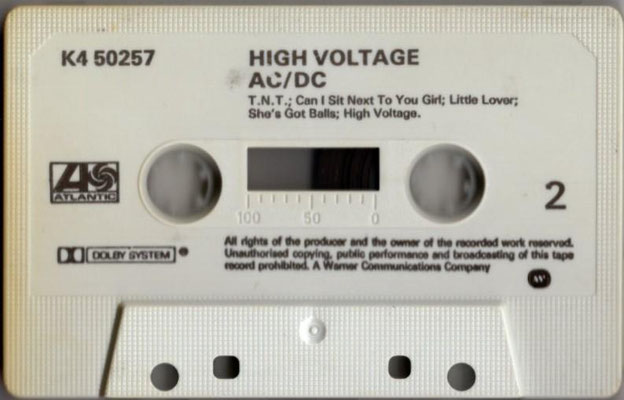 K4 50257
HIGH VOLTAGE
AC/DC
T.N.T.; Can I Sit Next To You Girl; Little Lover;
She's Got Balls; High Voltage.
ATLANTIC
100 50 0
2
DOLBY SYSTEM
All rights of the producer and the owner of the recorded work reserved.
Unauthorised copying, public performance and broadcasting of this tape
record prohibited. A Warner Communications Company
W